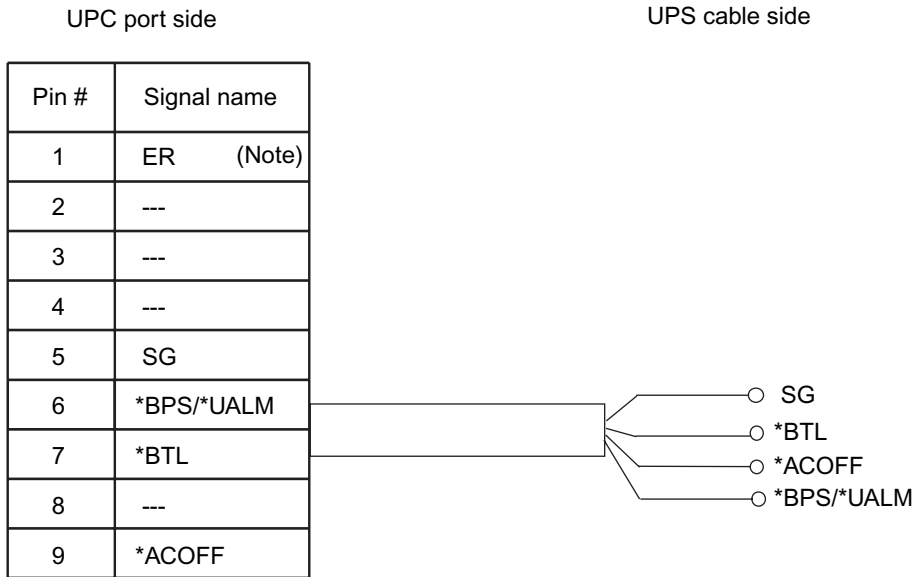 UPC port side
UPS cable side
Pin # Signal name
1 ER (Note)
2 ---
3 ---
4 ---
5 SG
6 *BPS/*UALM
7 *BTL
8 ---
9 *ACOFF
SG
*BTL
*ACOFF
*BPS/*UALM